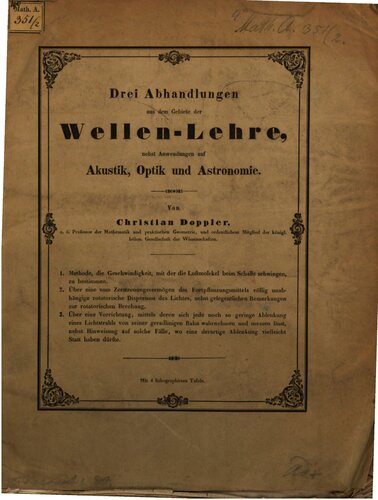 Math. A.
351/2
Math. A. 351/2.
Drei Abhandlungen
aus dem Gebiete der
Wellen-Lehre,
nebst Anwendungen auf
Akustik, Optik und Astronomie.
Von
Christian Doppler,
o. ö. Professor der Mathematik und praktischen Geometrie, und ordentlichem Mitglied der königl.
böhm. Gesellschaft der Wissenschaften.
1. Methode, die Geschwindigkeit, mit der die Luftmolekel beim Schalle schwingen,
zu bestimmen.
2. Über eine vom Zerstreuungsvermögen des Fortpflanzungsmittels völlig unab-
hängige rotatorische Dispersion des Lichtes, nebst gelegentlichen Bemerkungen
zur rotatorischen Brechung.
3. Über eine Vorrichtung, mittels deren sich jede noch so geringe Ablenkung
eines Lichtstrahls von seiner geradlinigen Bahn wahrnehmen und messen lässt,
nebst Hinweisung auf solche Fälle, wo eine derartige Ablenkung vielleicht
Statt haben dürfte.
Mit 4 lithographirten Tafeln.